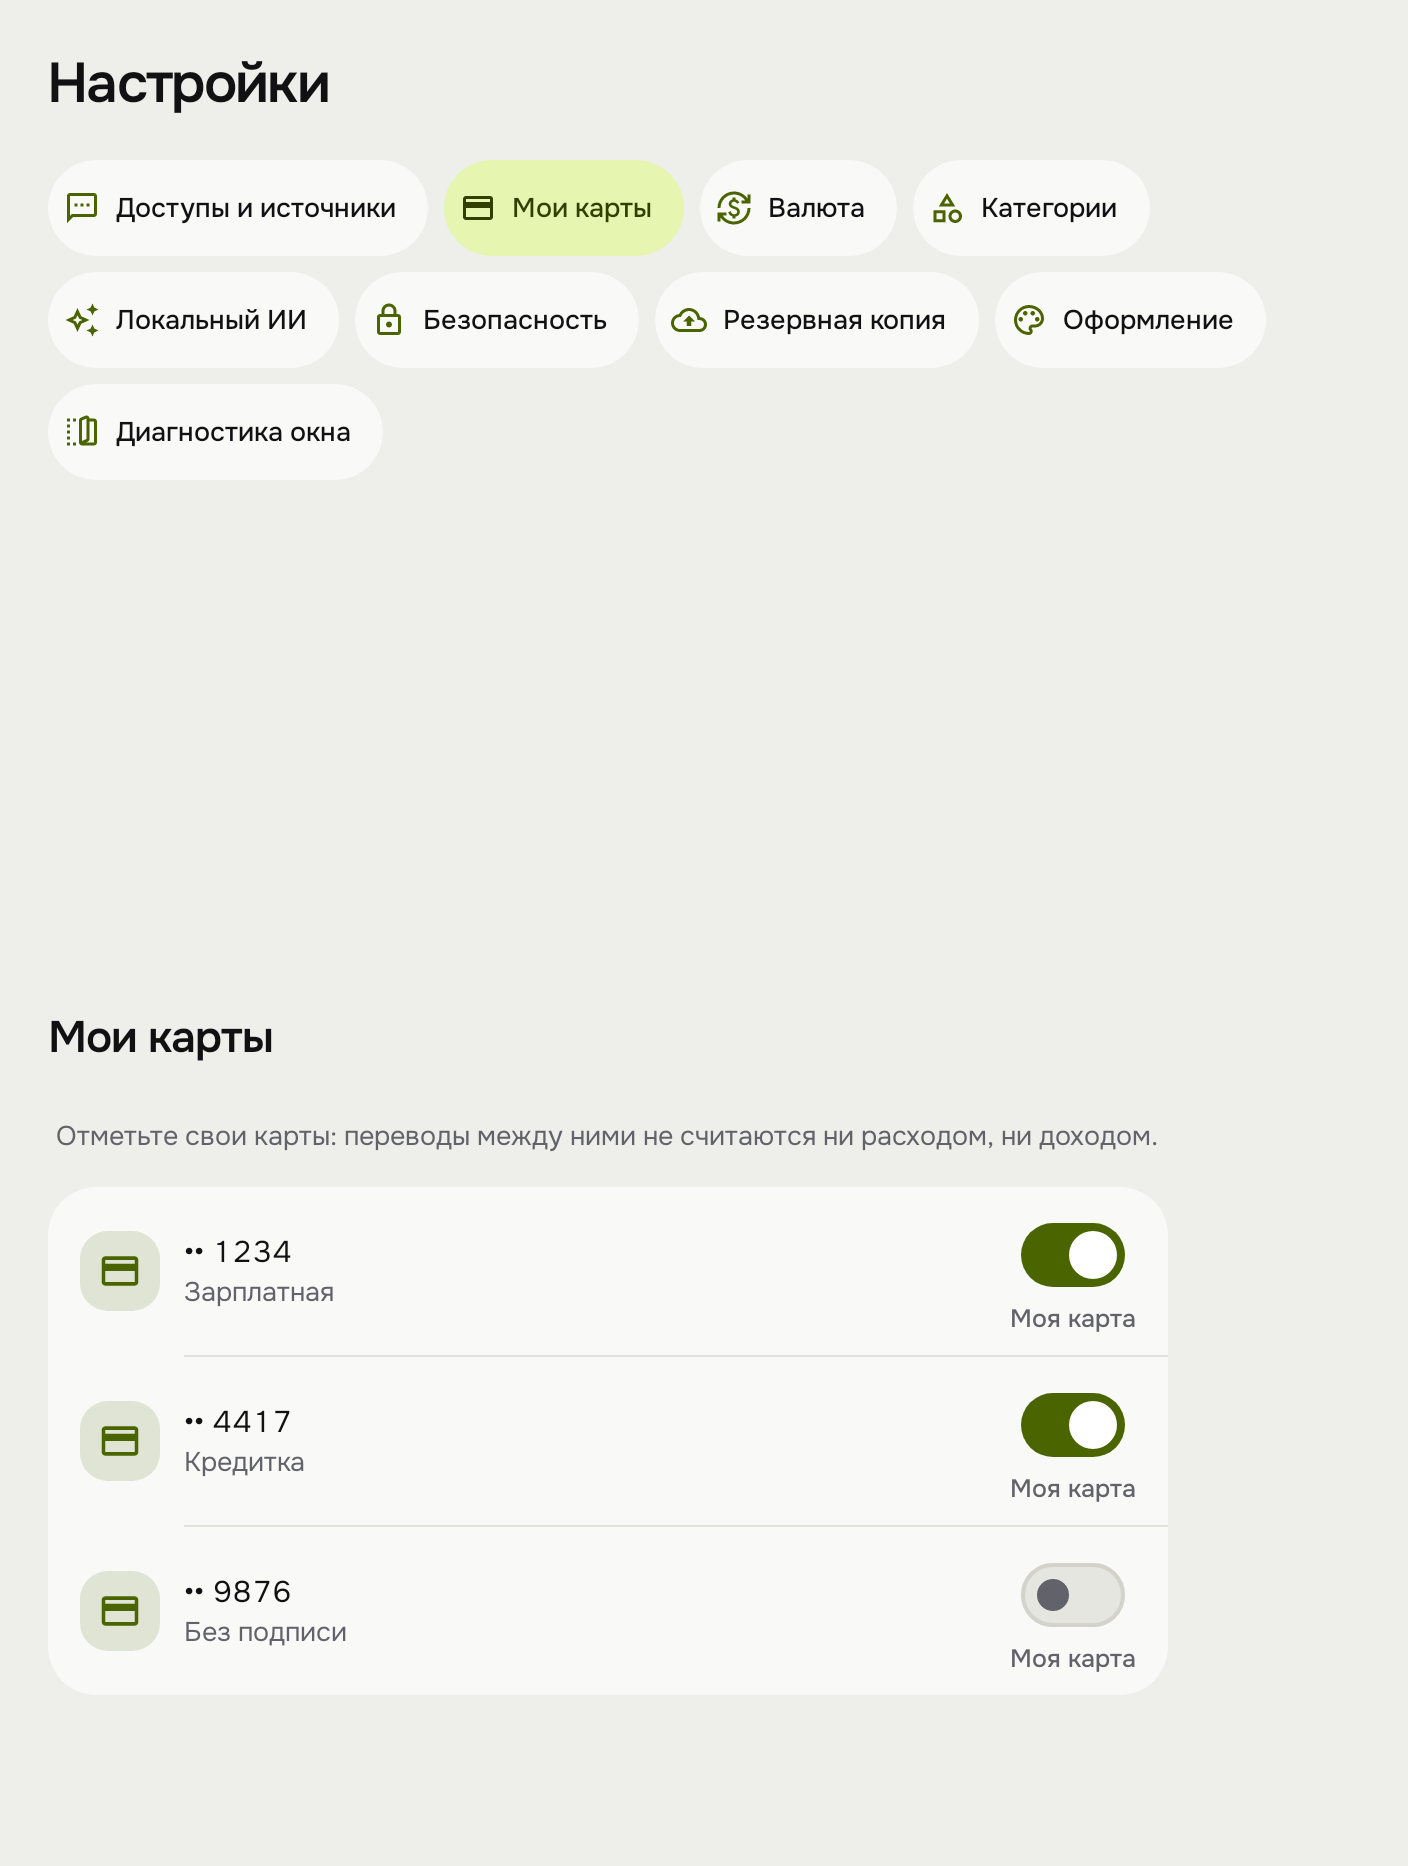 Настройки
Доступы и источники
Мои карты
Валюта
Категории
Локальный ИИ
Безопасность
Резервная копия
Оформление
Диагностика окна
Мои карты
Отметьте свои карты: переводы между ними не считаются ни расходом, ни доходом.
•• 1234
Зарплатная
Моя карта
•• 4417
Кредитка
Моя карта
•• 9876
Без подписи
Моя карта